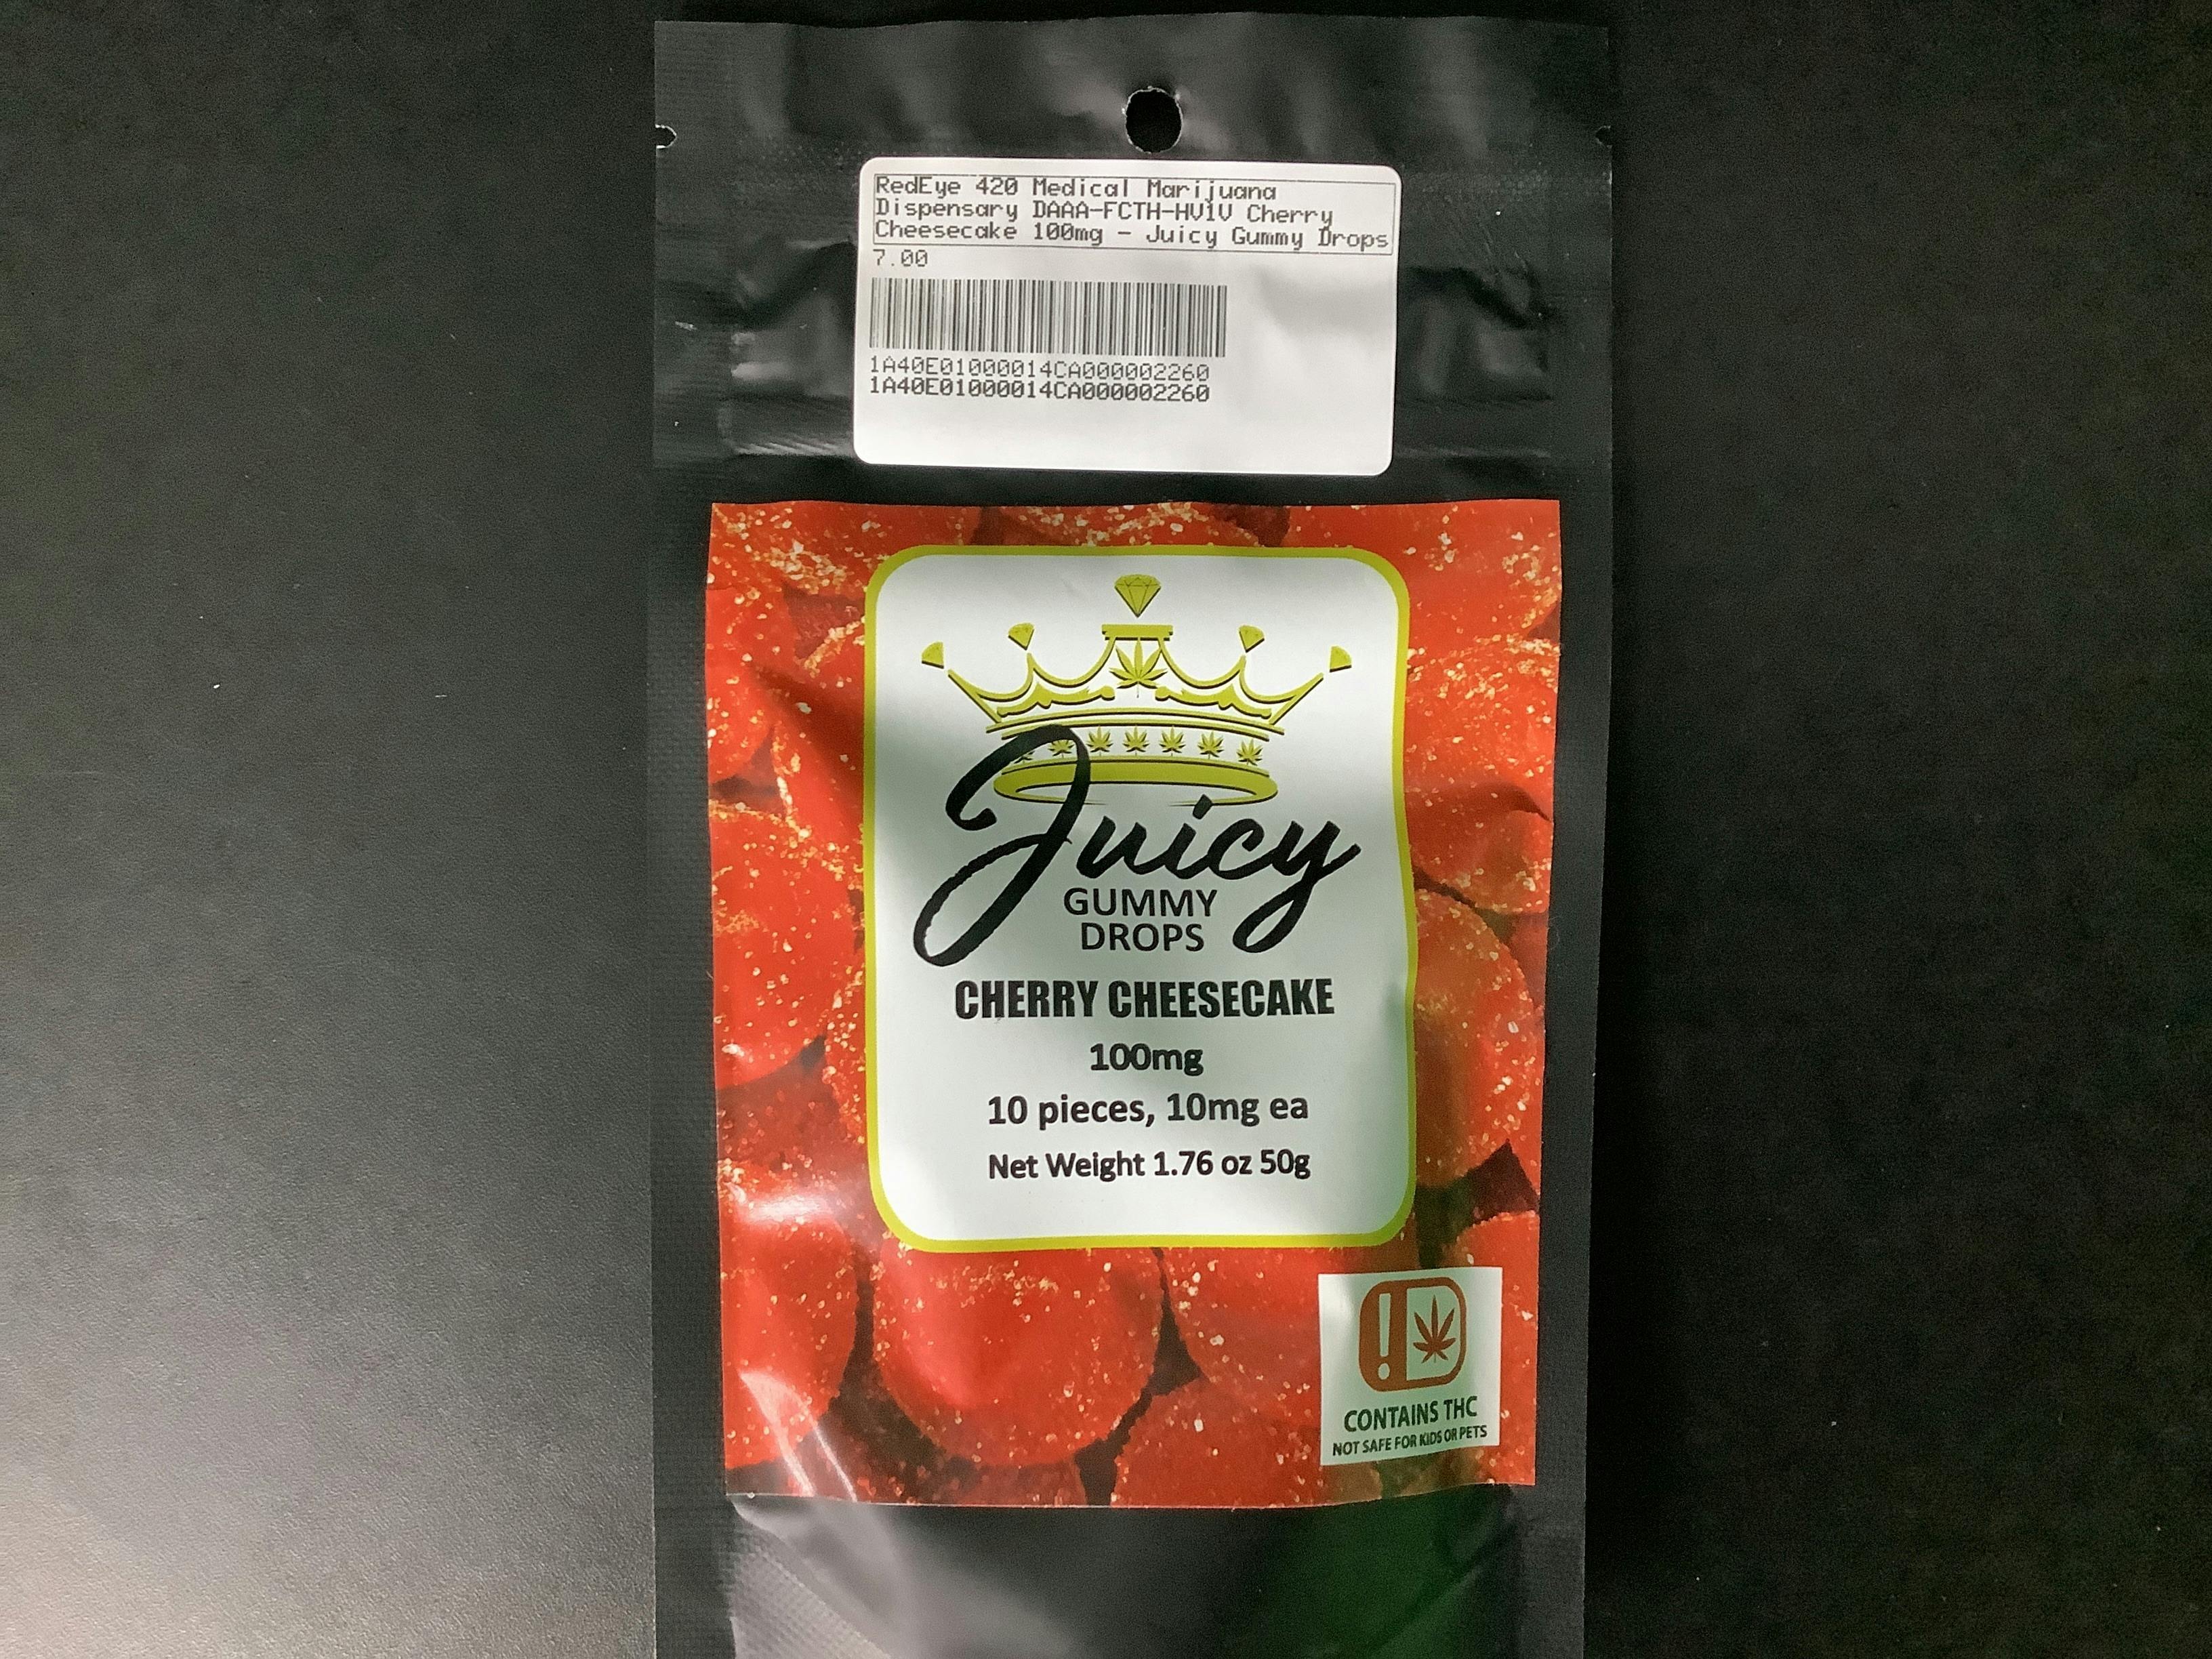 RedEye 420 Medical Marijuana
Dispensary DAAA-FCTH-HV1V Cherry
Cheesecake 100mg - Juicy Gummy Drops
7.00
1A40E01000014CA000002260
1A40E01000014CA000002260
Juicy
GUMMY
DROPS
CHERRY CHEESECAKE
100mg
10 pieces, 10mg ea
Net Weight 1.76 oz 50g
!
CONTAINS THC
NOT SAFE FOR KIDS OR PETS